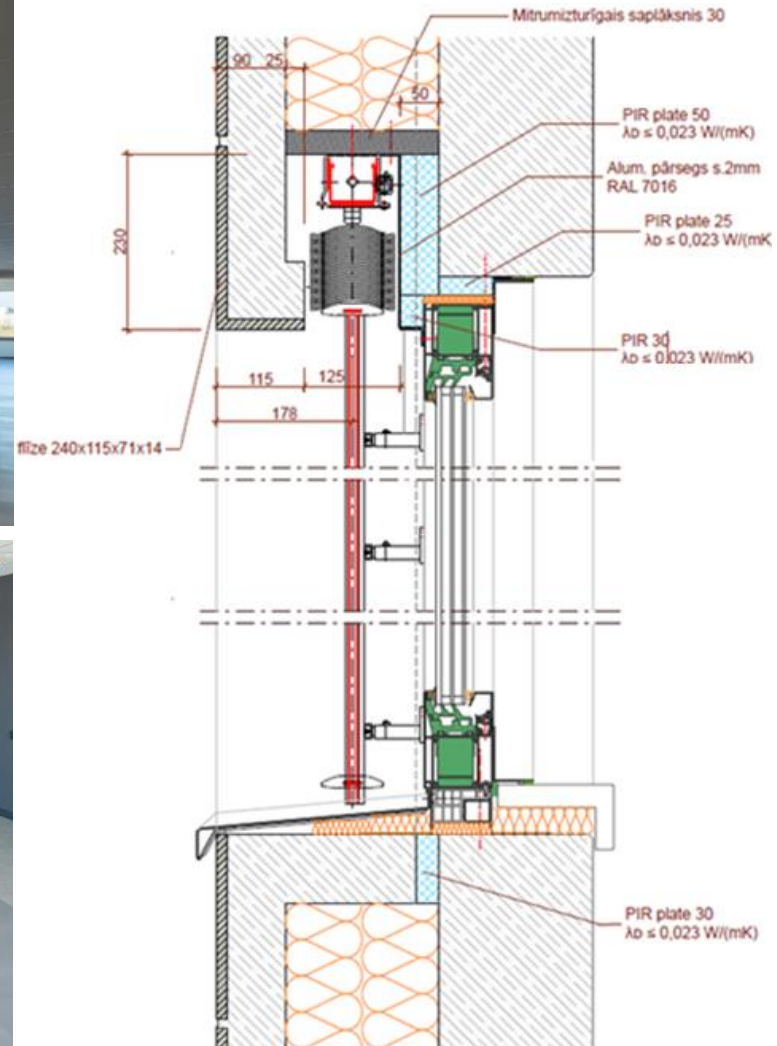 Mitrumizturīgais saplāksnis 30
90 25
50
PIR plate 50
λD ≤ 0,023 W/(mK)
Alum. pārsegs s.2mm
RAL 7016
PIR plate 25
λD ≤ 0,023 W/(mK
230
PIR 30
λD ≤ 0,023 W/(mK)
115
125
178
flīze 240x115x71x14
PIR plate 30
λD ≤ 0,023 W/(mK)